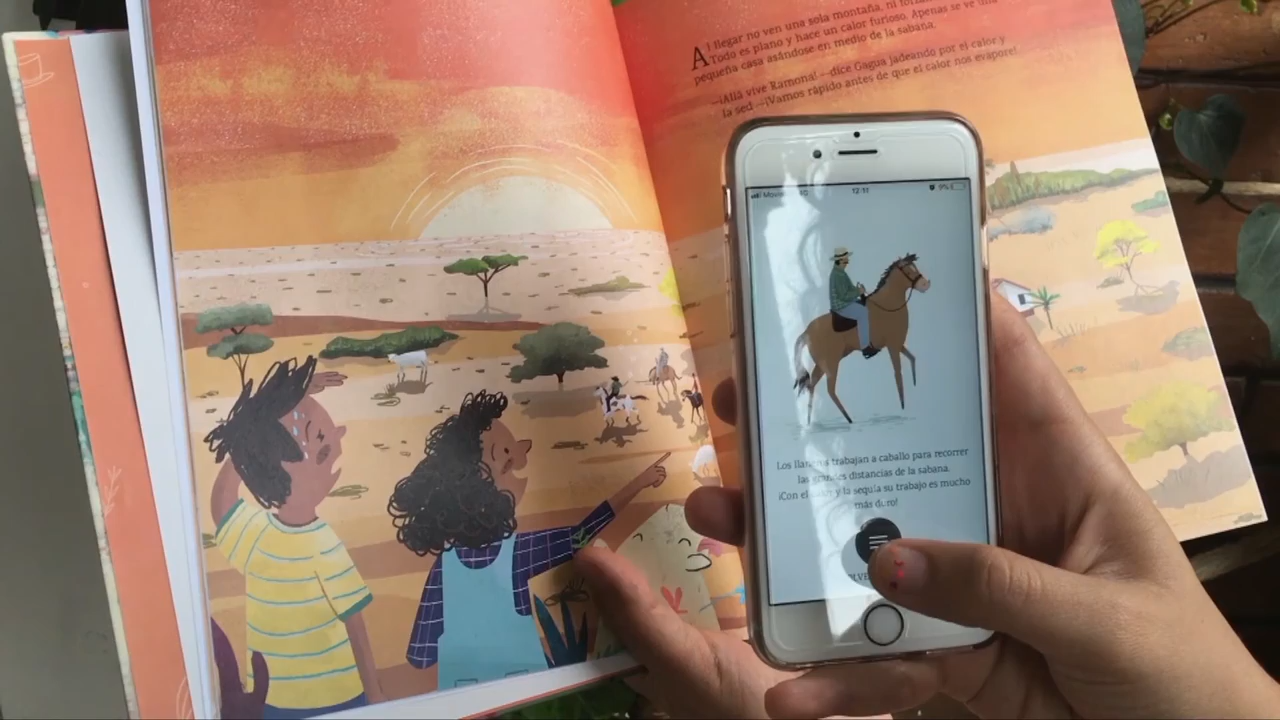 Al llegar no ven una sola montaña, ni
Todo es plano y hace un calor furioso. Apenas se ve una
pequeña casa asándose en medio de la sabana.
—¡Allá vive Ramona! —dice Gagua jadeando por el calor y
la sed —¡Vamos rápido antes de que el calor nos evapore!
12:11
9%
Los trabajan a caballo para recorrer
las grandes distancias de la sabana.
¡Con el y la sequía su trabajo es mucho
más duro!